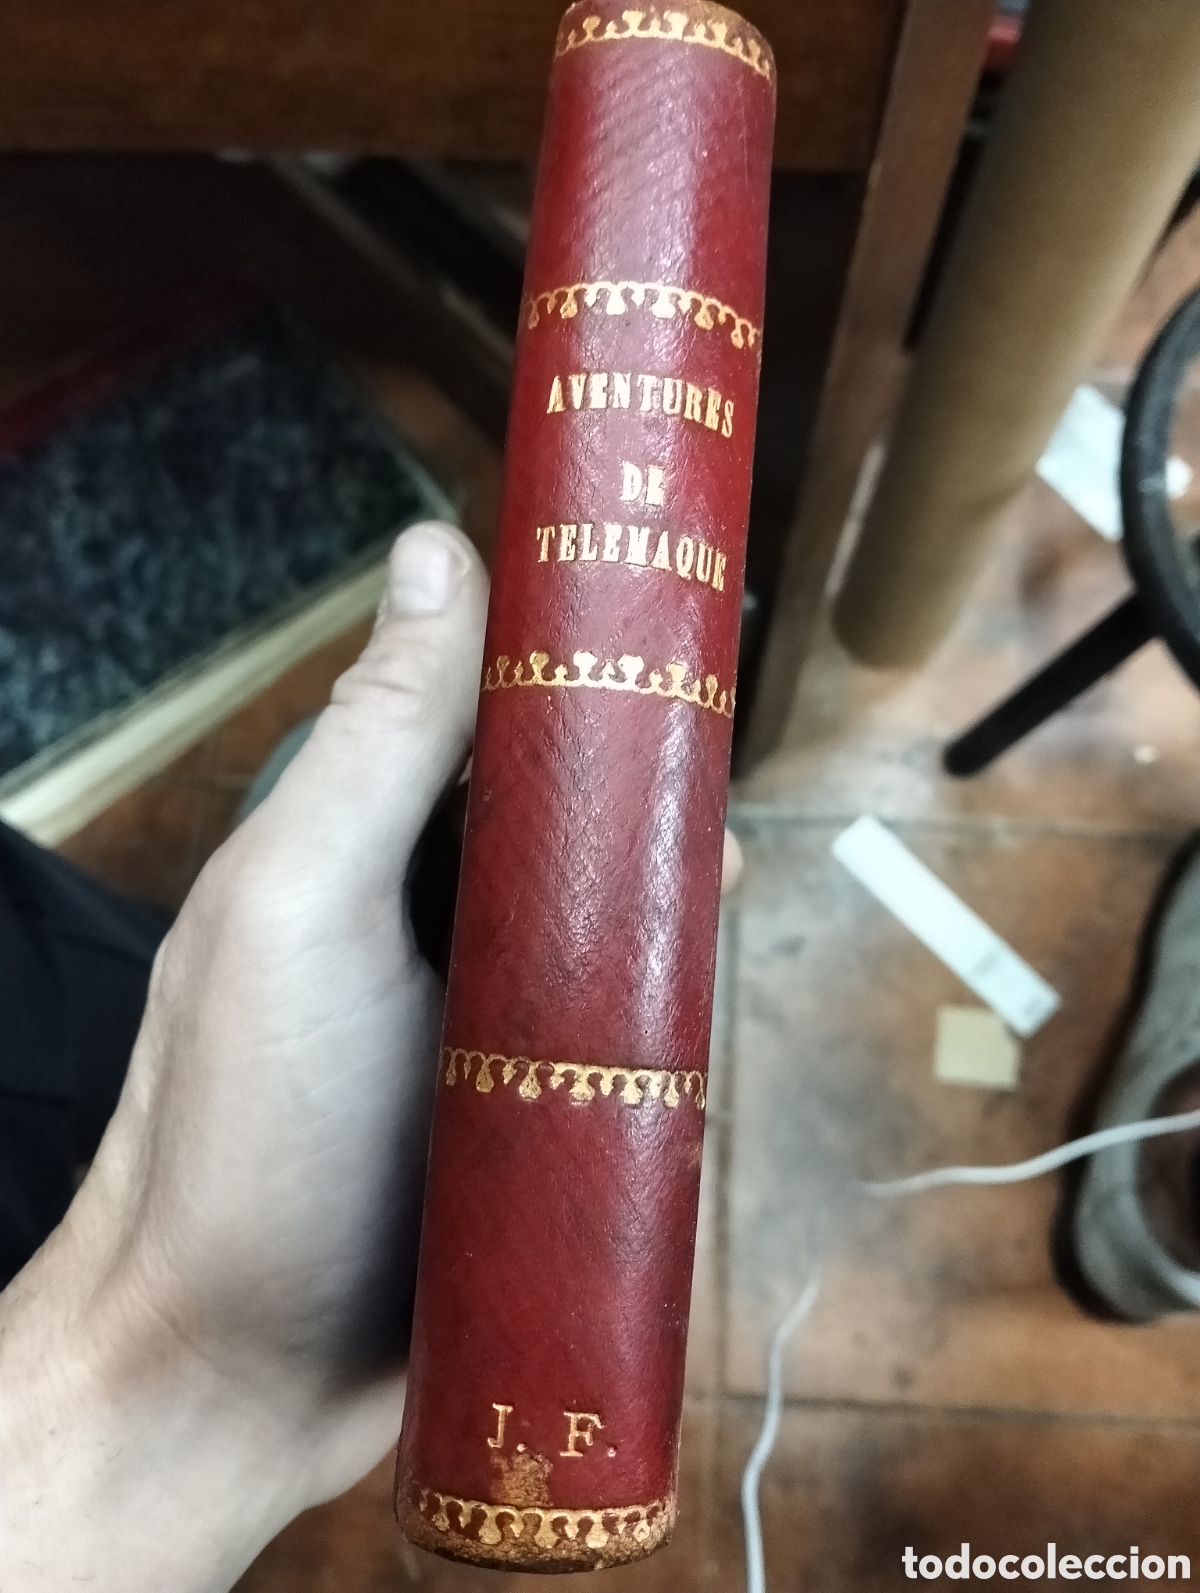 AVENTURES
DE
TELEMAQUE
J. F.
todocoleccion